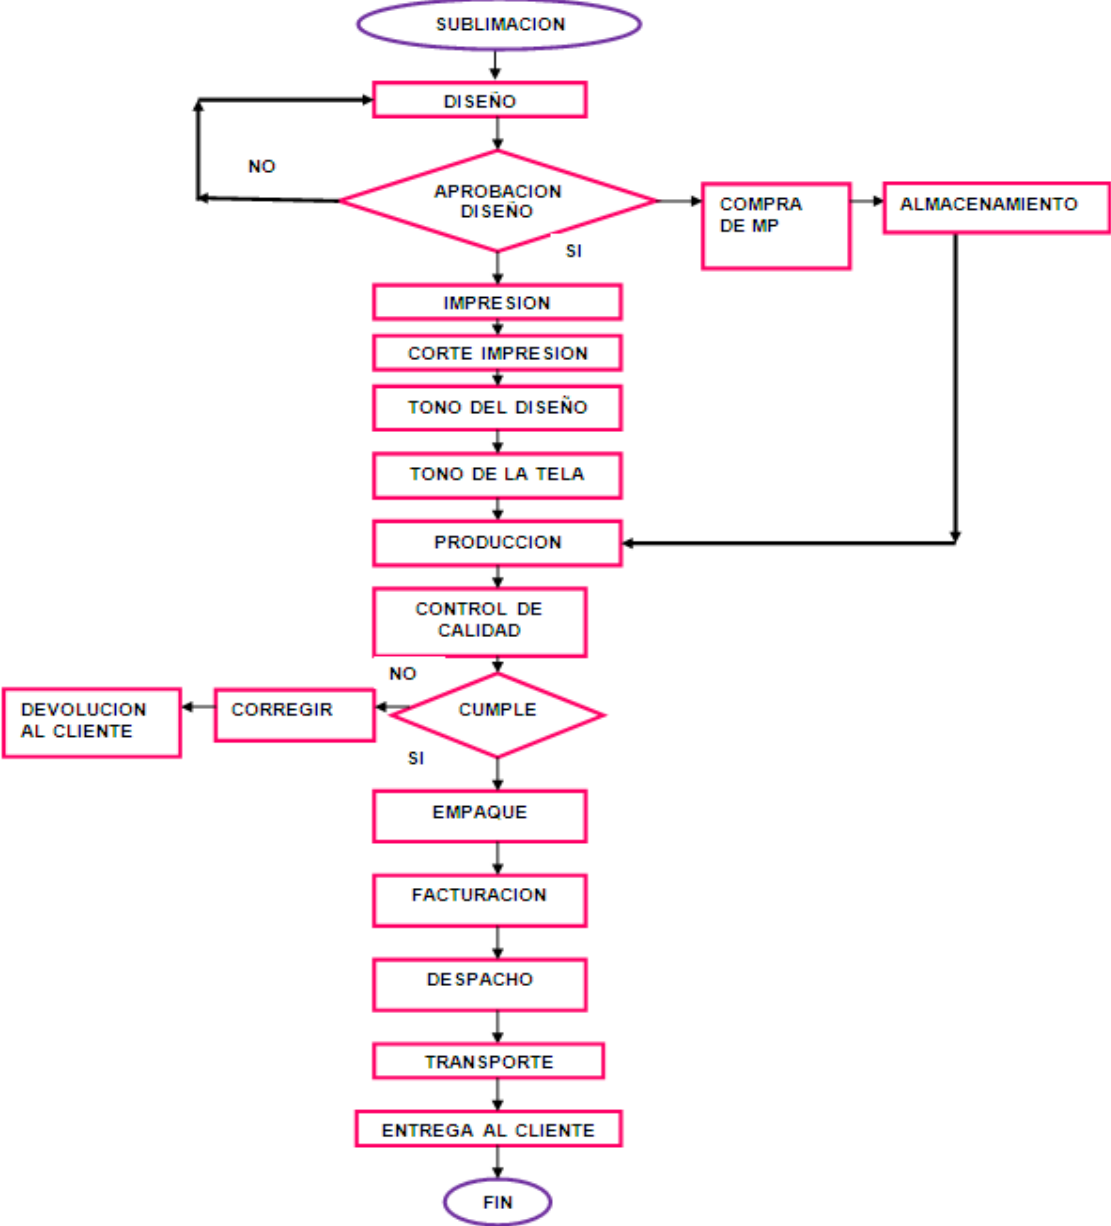 SUBLIMACION
DISEÑO
NO
APROBACION
DISEÑO
SI
COMPRA
DE MP
ALMACENAMIENTO
IMPRESION
CORTE IMPRESION
TONO DEL DISEÑO
TONO DE LA TELA
PRODUCCION
CONTROL DE
CALIDAD
NO
CUMPLE
CORREGIR
DEVOLUCION
AL CLIENTE
SI
EMPAQUE
FACTURACION
DESPACHO
TRANSPORTE
ENTREGA AL CLIENTE
FIN